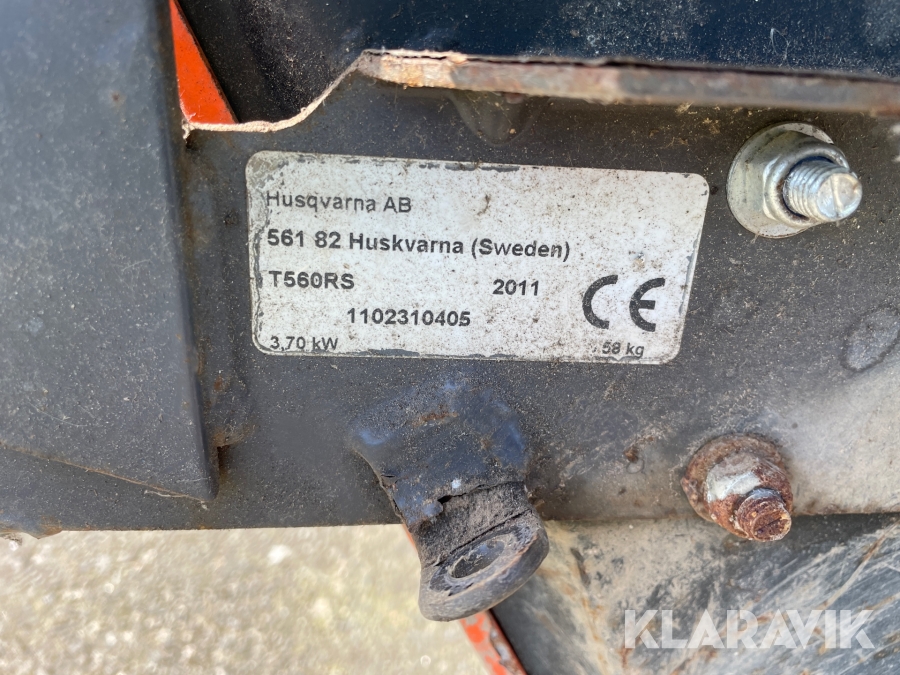 Husqvarna AB
561 82 Huskvarna (Sweden)
T560RS 2011 CE
1102310405
3,70 kW 58 kg
KLARAVIK